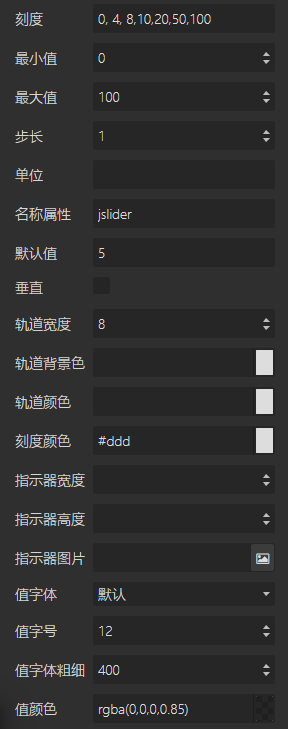 刻度 0, 4, 8,10,20,50,100
最小值 0
最大值 100
步长 1
单位
名称属性 jslider
默认值 5
垂直
轨道宽度 8
轨道背景色
轨道颜色
刻度颜色 #ddd
指示器宽度
指示器高度
指示器图片
值字体 默认
值字号 12
值字体粗细 400
值颜色 rgba(0,0,0,0.85)